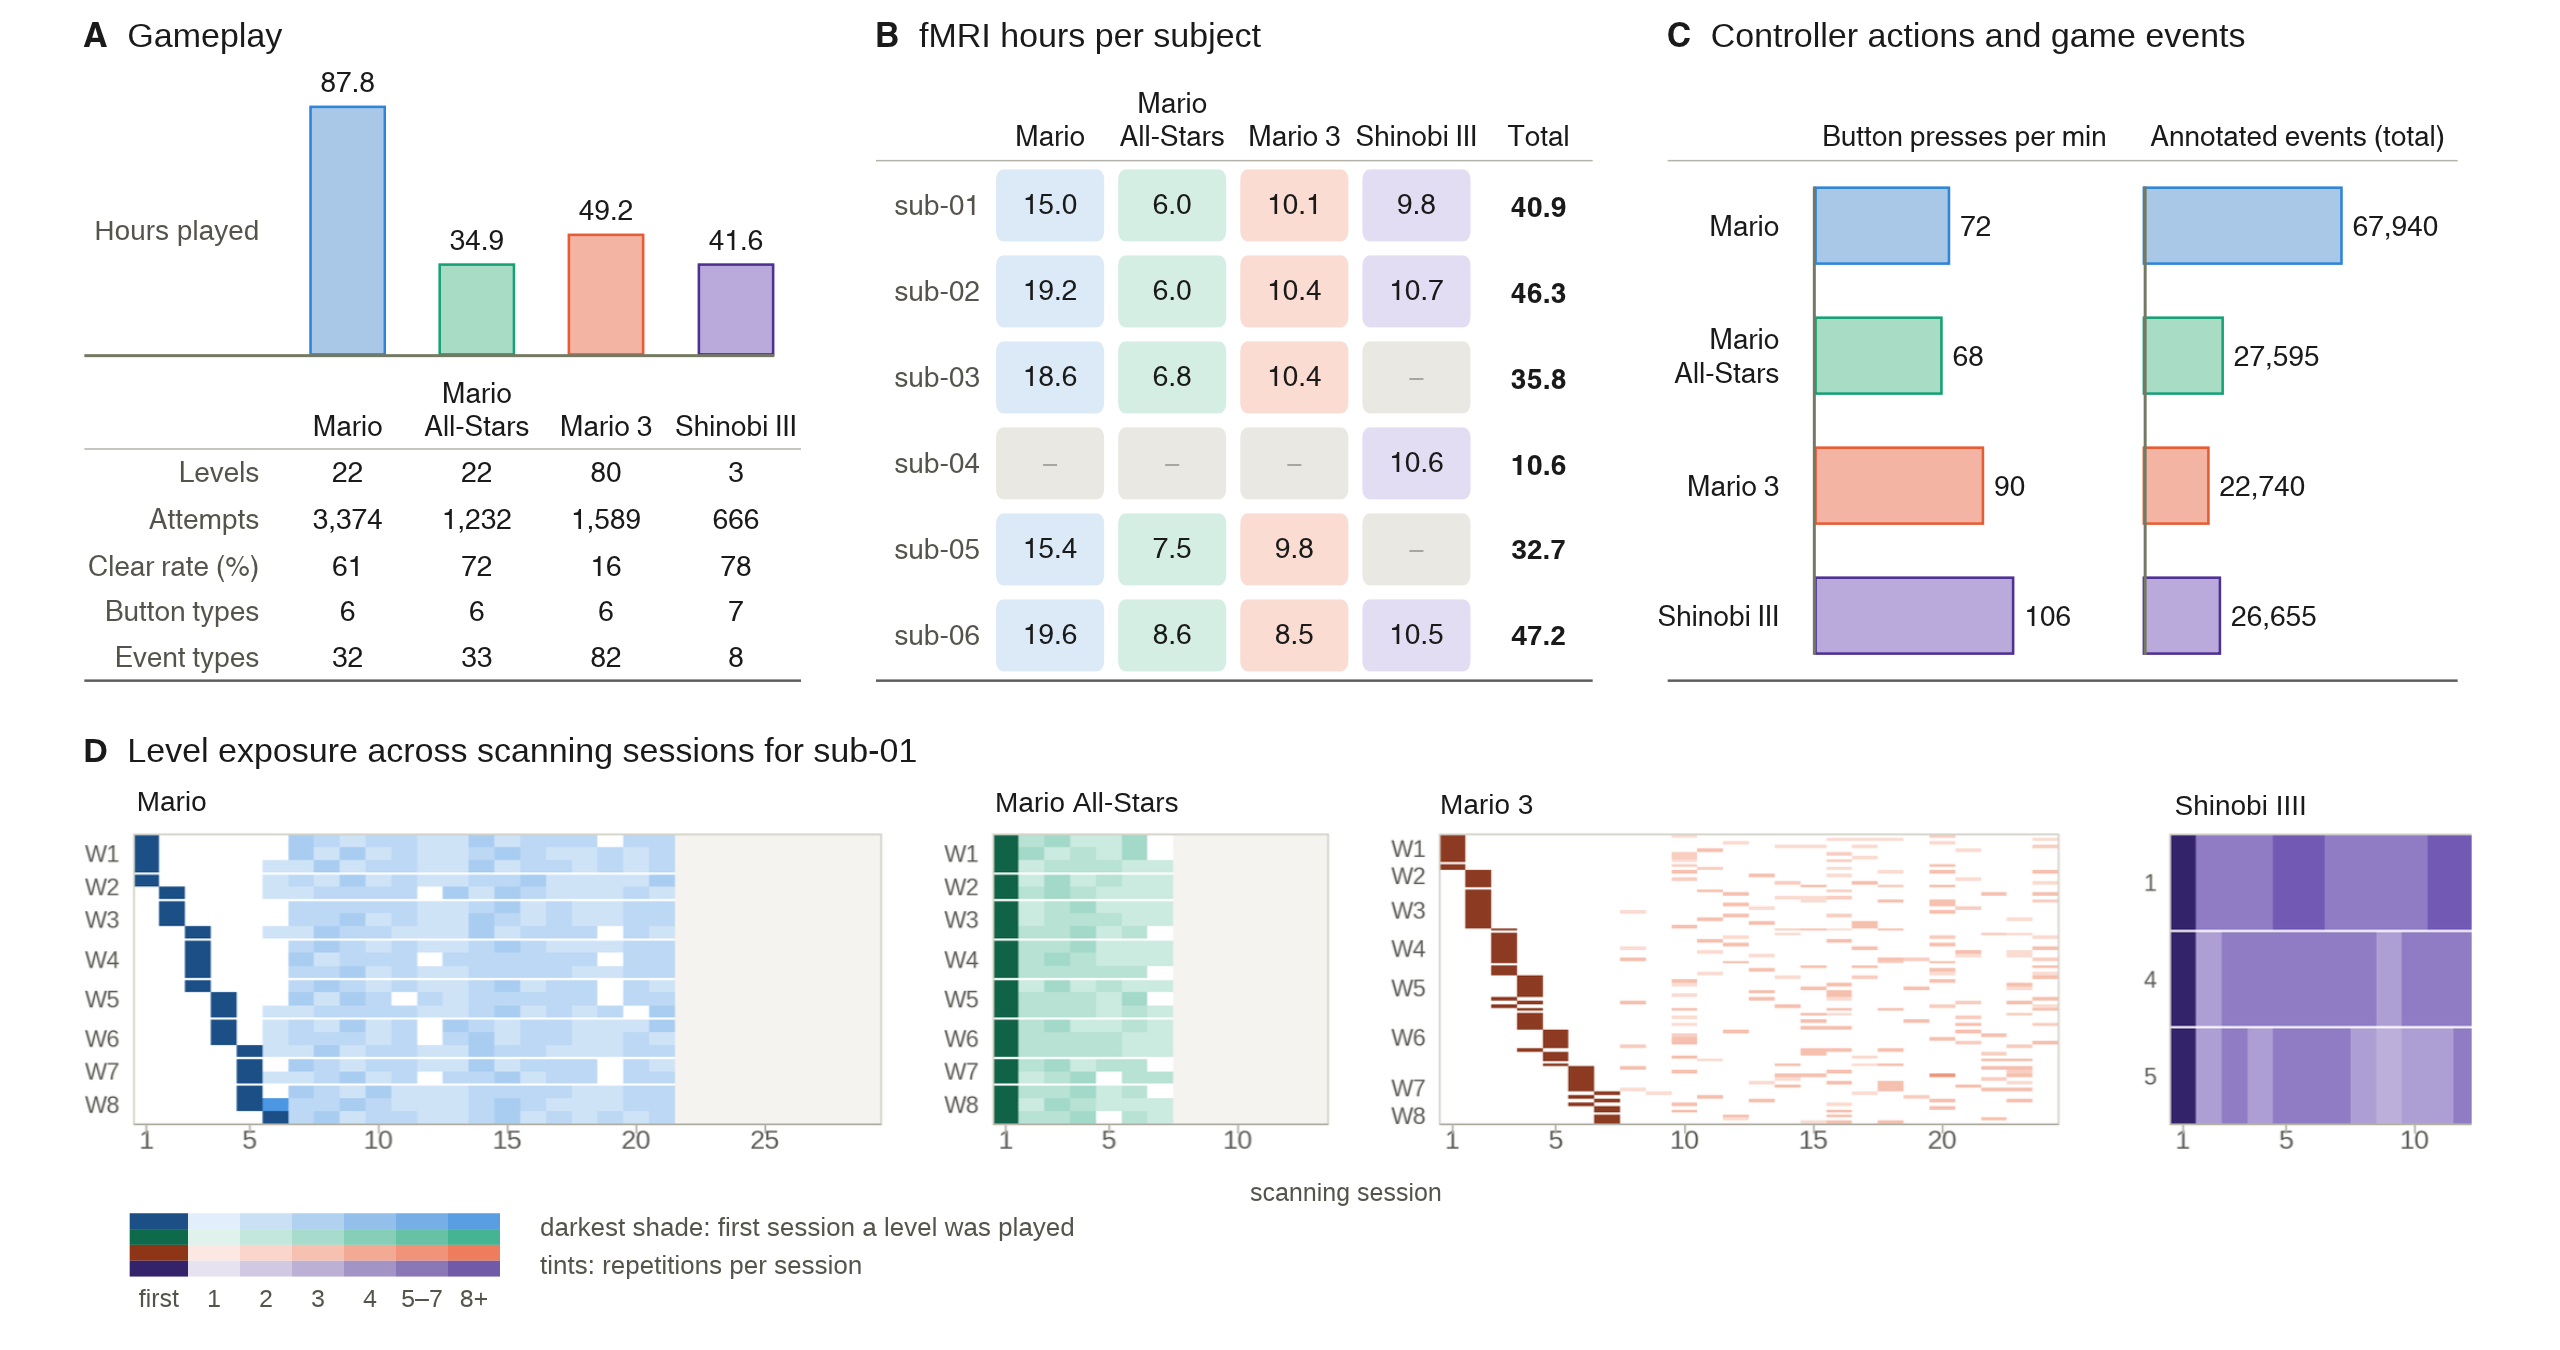 A Gameplay
87.8
34.9
49.2
41.6
Hours played
Mario
Mario All-Stars
Mario 3
Shinobi III
Levels 22 22 80 3
Attempts 3,374 1,232 1,589 666
Clear rate (%) 61 72 16 78
Button types 6 6 6 7
Event types 32 33 82 8
B fMRI hours per subject
Mario
Mario All-Stars
Mario 3
Shinobi III
Total
sub-01 15.0 6.0 10.1 9.8 40.9
sub-02 19.2 6.0 10.4 10.7 46.3
sub-03 18.6 6.8 10.4 – 35.8
sub-04 – – – 10.6 10.6
sub-05 15.4 7.5 9.8 – 32.7
sub-06 19.6 8.6 8.5 10.5 47.2
C Controller actions and game events
Button presses per min Annotated events (total)
Mario 72 67,940
Mario
All-Stars 68 27,595
Mario 3 90 22,740
Shinobi III 106 26,655
D Level exposure across scanning sessions for sub-01
Mario
W1
W2
W3
W4
W5
W6
W7
W8
1 5 10 15 20 25
Mario All-Stars
W1
W2
W3
W4
W5
W6
W7
W8
1 5 10
Mario 3
W1
W2
W3
W4
W5
W6
W7
W8
1 5 10 15 20
Shinobi IIII
1
4
5
1 5 10
scanning session
first 1 2 3 4 5–7 8+
darkest shade: first session a level was played
tints: repetitions per session